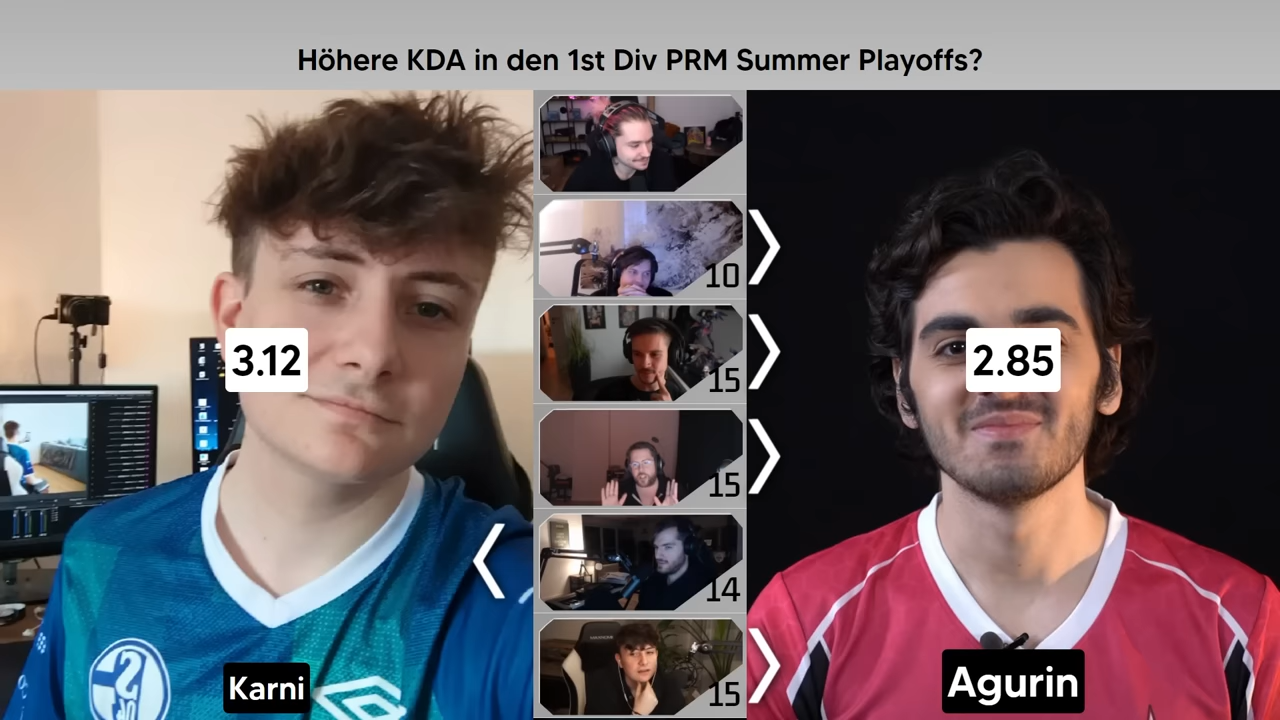 Höhere KDA in den 1st Div PRM Summer Playoffs?
10
3.12
2.85
15
15
14
Karni
Agurin
15